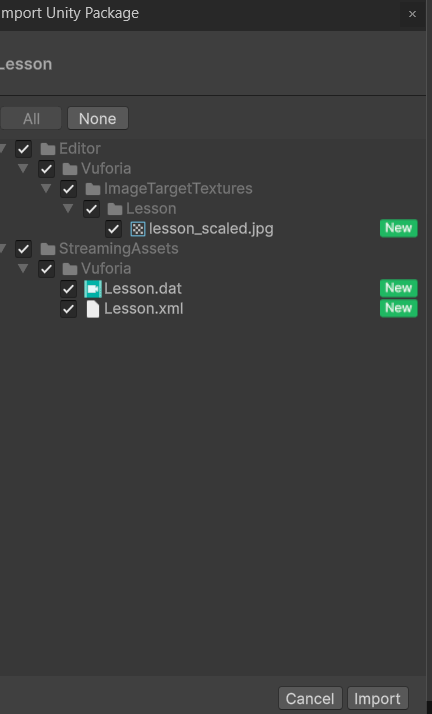 mport Unity Package
Lesson
All None
Editor
Vuforia
ImageTargetTextures
Lesson
lesson_scaled.jpg New
StreamingAssets
Vuforia
Lesson.dat New
Lesson.xml New
Cancel Import